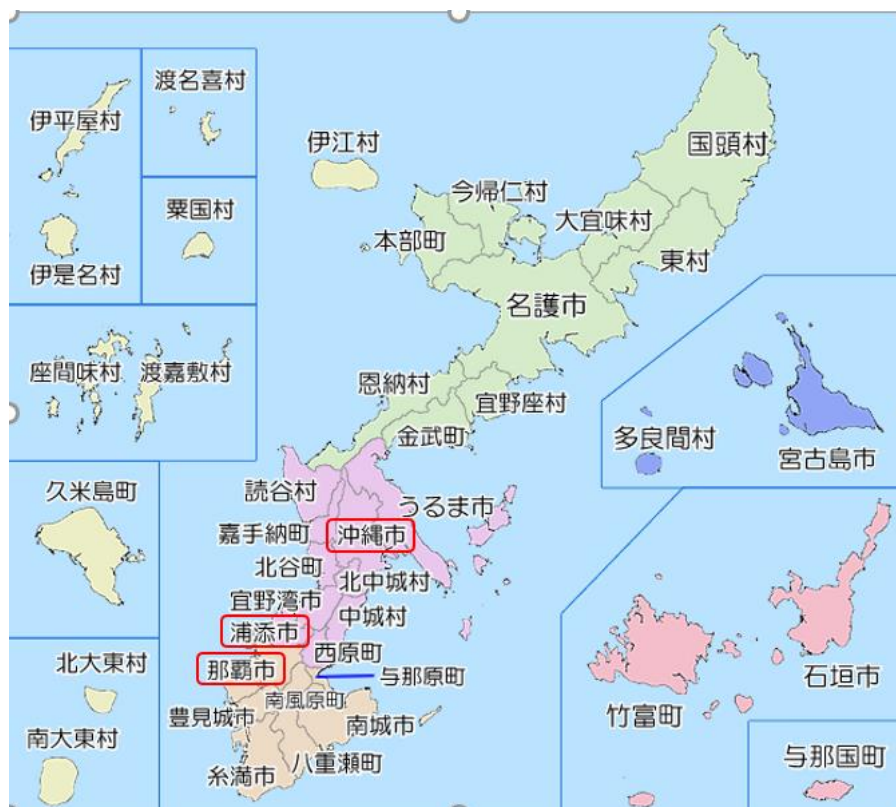 渡名喜村
伊平屋村
伊江村
国頭村
今帰仁村
粟国村
大宜味村
本部町
東村
伊是名村
名護市
座間味村
渡嘉敷村
恩納村
宜野座村
金武町
多良間村
宮古島市
久米島町
読谷村
うるま市
嘉手納町
沖縄市
北谷町
北中城村
宜野湾市
中城村
浦添市
西原町
北大東村
那覇市
与那原町
石垣市
南風原町
豊見城市
南城市
竹富町
南大東村
与那国町
八重瀬町
糸満市